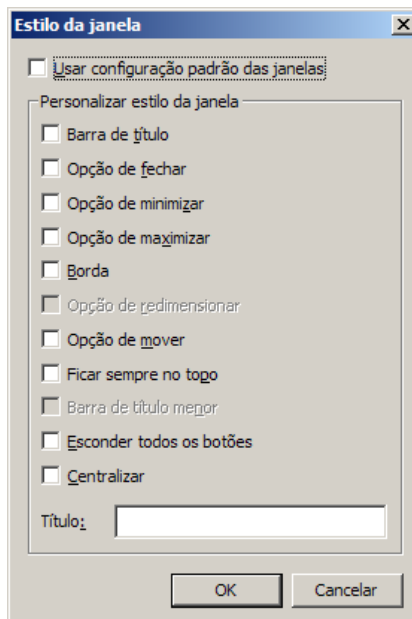 Estilo da janela
Usar configuração padrão das janelas
Personalizar estilo da janela
Barra de título
Opção de fechar
Opção de minimizar
Opção de maximizar
Borda
Opção de redimensionar
Opção de mover
Ficar sempre no topo
Barra de título menor
Esconder todos os botões
Centralizar
Título:
OK Cancelar